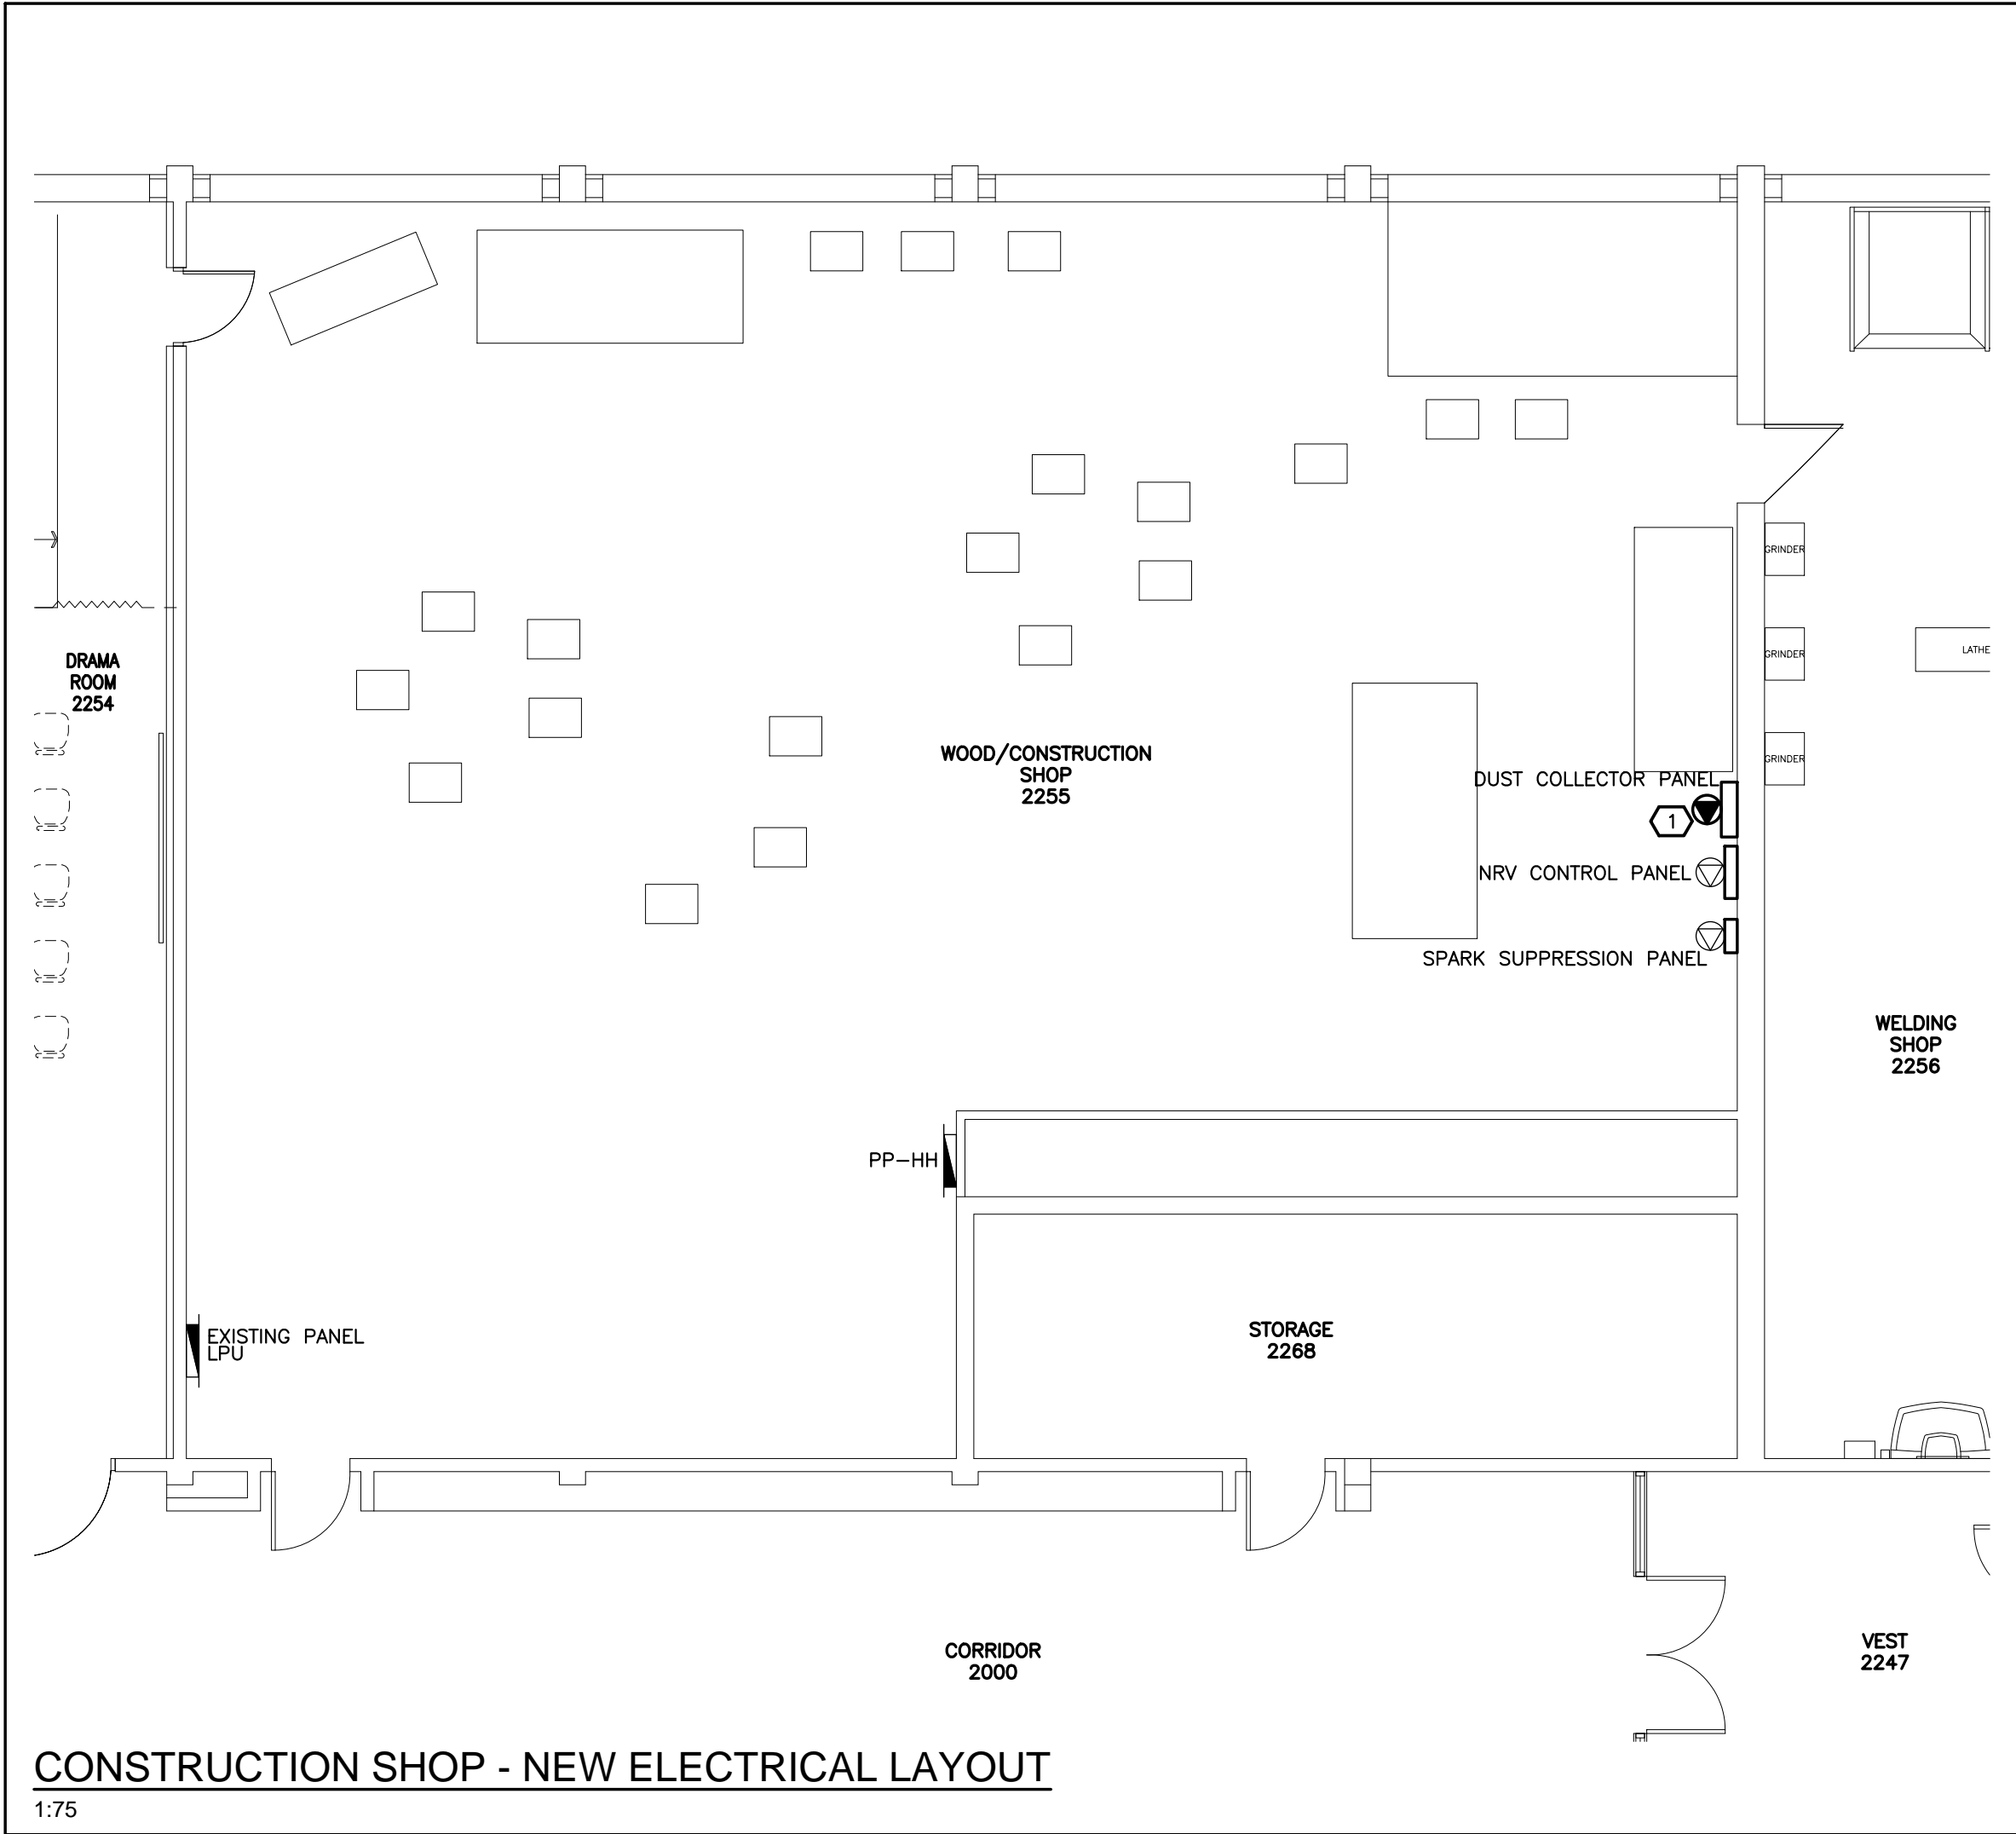 GRINDER
GRINDER
LATHE
DRAMA
ROOM
2254
WOOD/CONSTRUCTION
SHOP
2255
GRINDER
DUST COLLECTOR PANEL
1
NRV CONTROL PANEL
SPARK SUPPRESSION PANEL
WELDING
SHOP
2256
PP-HH
EXISTING PANEL
LPU
STORAGE
2268
CORRIDOR
2000
VEST
2247
CONSTRUCTION SHOP - NEW ELECTRICAL LAYOUT
1:75